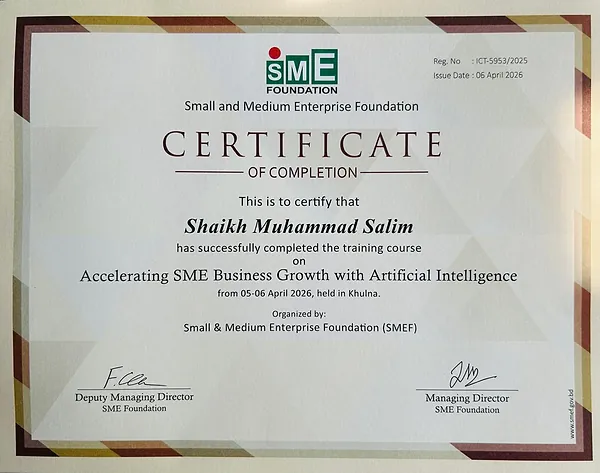 SME
FOUNDATION
Reg. No : ICT-5953/2025
Issue Date : 06 April 2026
Small and Medium Enterprise Foundation
CERTIFICATE
OF COMPLETION
This is to certify that
Shaikh Muhammad Salim
has successfully completed the training course
on
Accelerating SME Business Growth with Artificial Intelligence
from 05-06 April 2026, held in Khulna.
Organized by:
Small & Medium Enterprise Foundation (SMEF)
Deputy Managing Director
SME Foundation
Managing Director
SME Foundation
www.smef.gov.bd